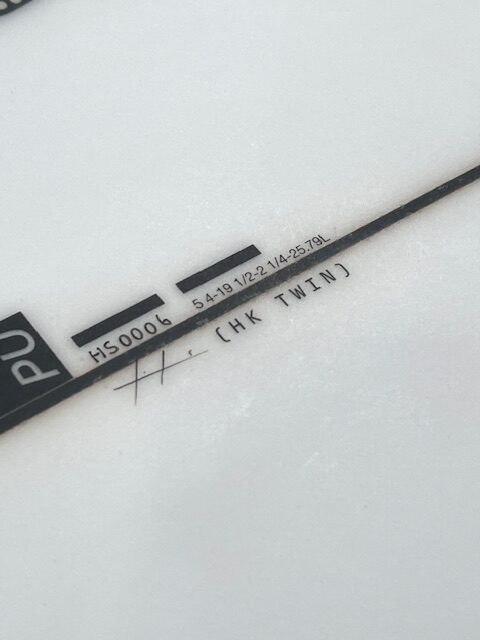 PU
HS0006
5 4-19 1/2-2 1/4-25.79L
(HK TWIN)